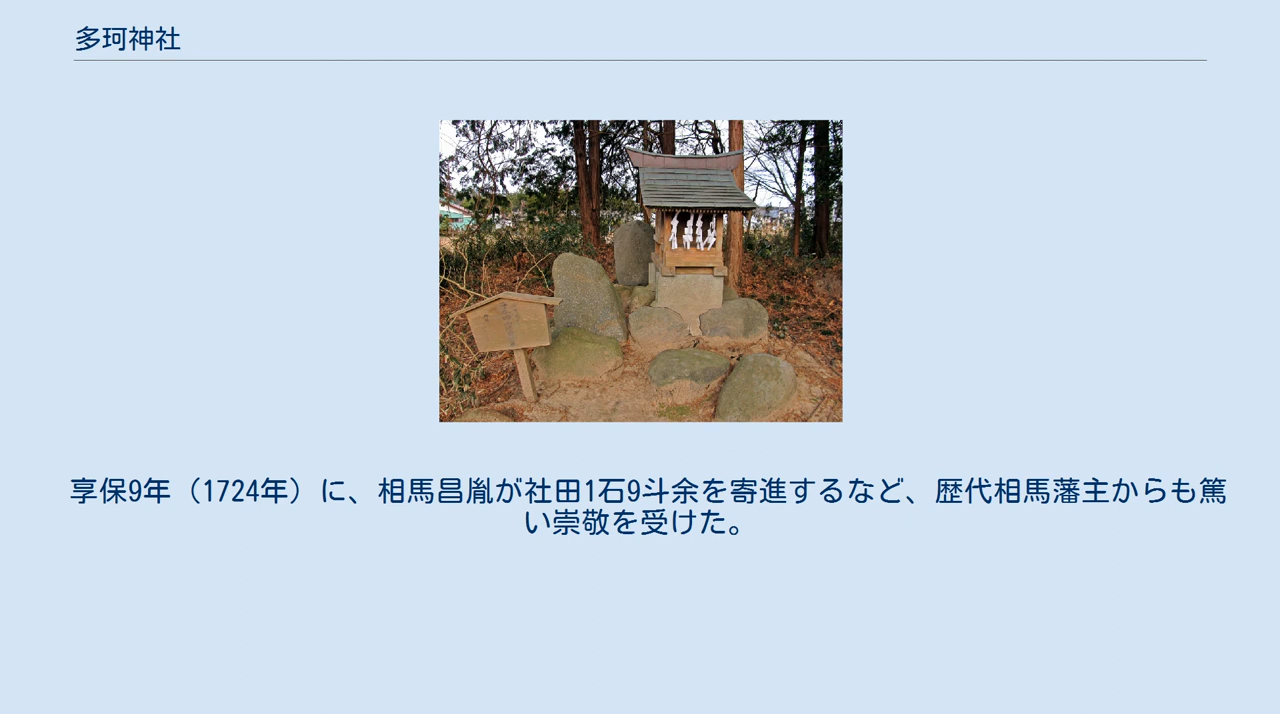 多珂神社
享保9年（1724年）に、相馬昌胤が社田1石9斗余を寄進するなど、歴代相馬藩主からも篤
い崇敬を受けた。